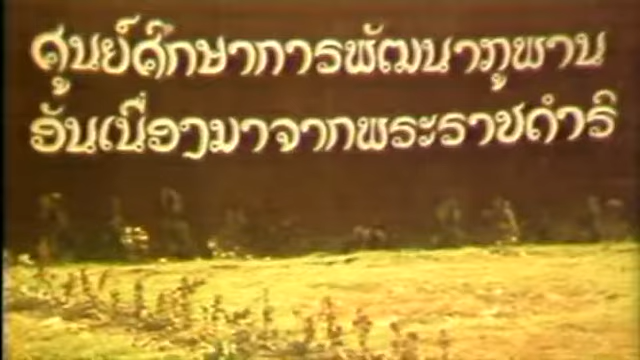 ศูนย์ศึกษาการพัฒนาภูพาน
อันเนื่องมาจากพระราชดำริ